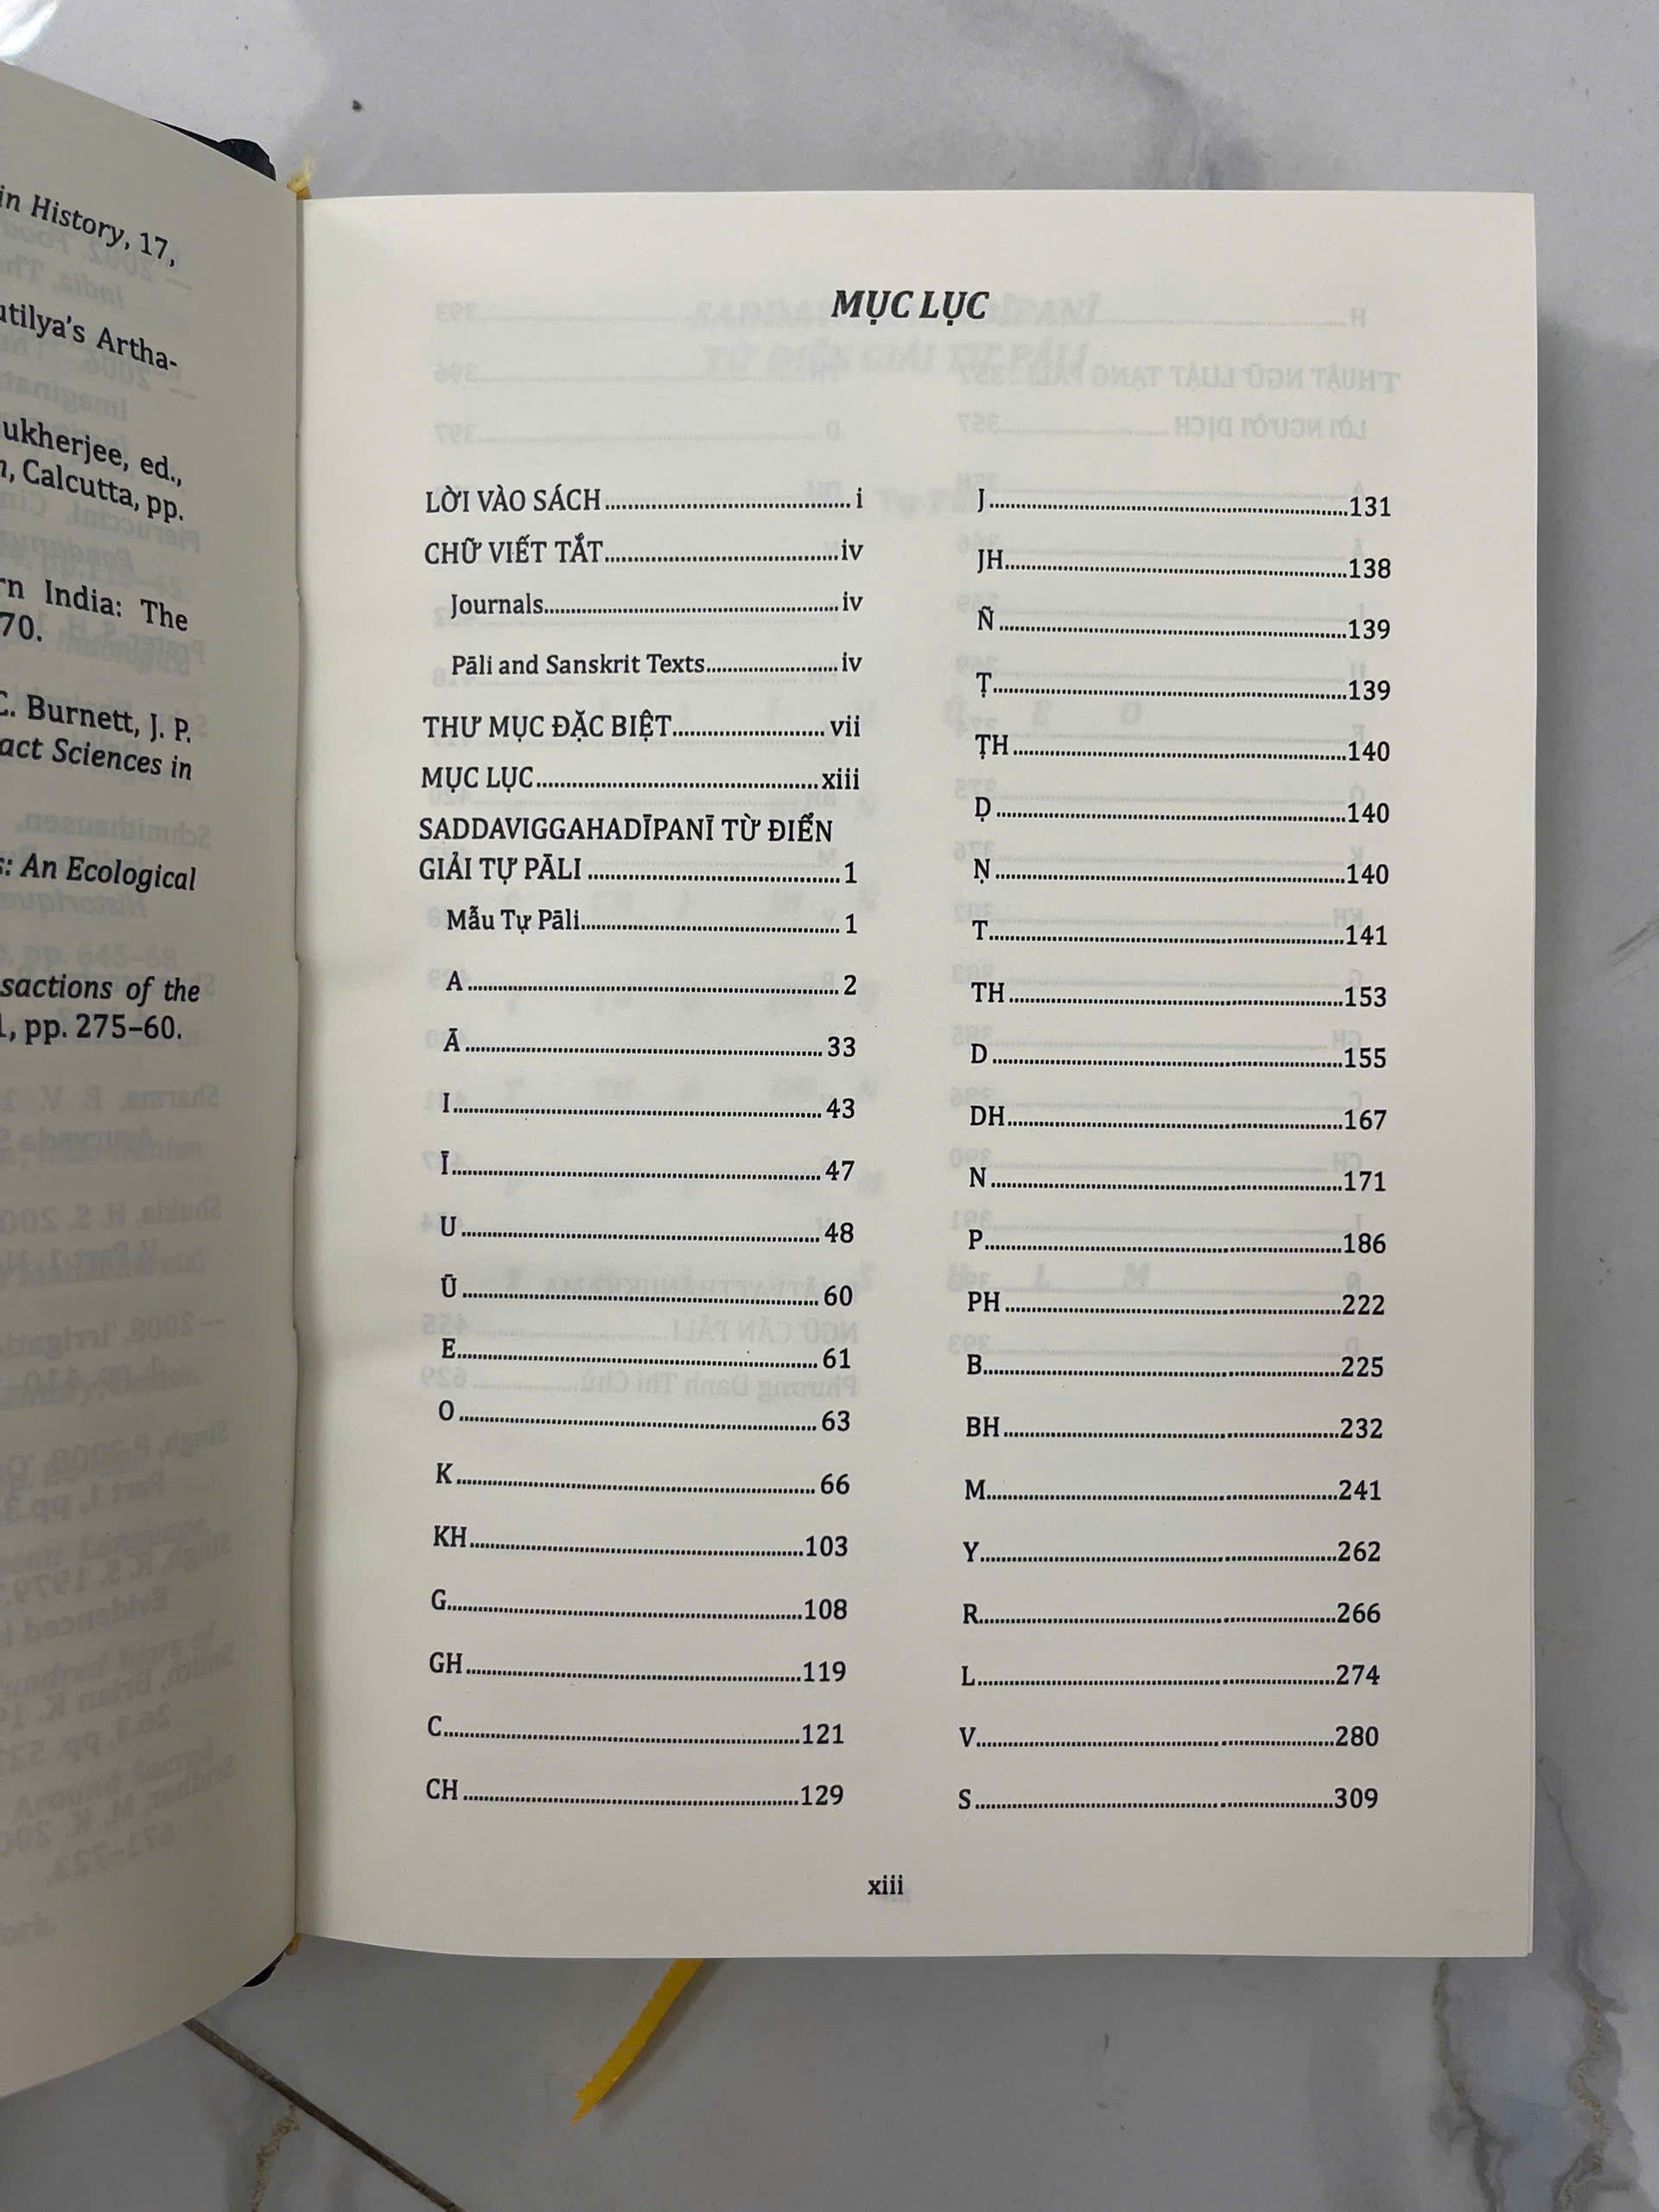 in History, 17,
Artha-
ukherjee, ed.,
Calcutta, pp.
India: The
70.
C. Burnett, J. P.
act Sciences in
An Ecological
sactions of the
pp. 275–60.
MỤC LỤC
LỜI VÀO SÁCH.......... i
CHỮ VIẾT TẮT..........iv
Journals..........iv
Pāli and Sanskrit Texts..........iv
THƯ MỤC ĐẶC BIỆT.......... vii
MỤC LỤC..........xiii
SADDAVIGGAHADĪPANĪ TỪ ĐIỂN
GIẢI TỰ PĀLI .......... 1
Mẫu Tự Pāli.......... 1
A .......... 2
Ā .......... 33
I.......... 43
Ī.......... 47
U .......... 48
Ū .......... 60
E.......... 61
O .......... 63
K .......... 66
KH..........103
G..........108
GH..........119
C..........121
CH ..........129
J..........131
JH..........138
Ñ ..........139
Ṭ..........139
ṬH ..........140
Ḍ ..........140
Ṇ..........140
T..........141
TH ..........153
D ..........155
DH..........167
N ..........171
P..........186
PH ..........222
B..........225
BH ..........232
M..........241
Y..........262
R..........266
L..........274
V..........280
S ..........309
xiii